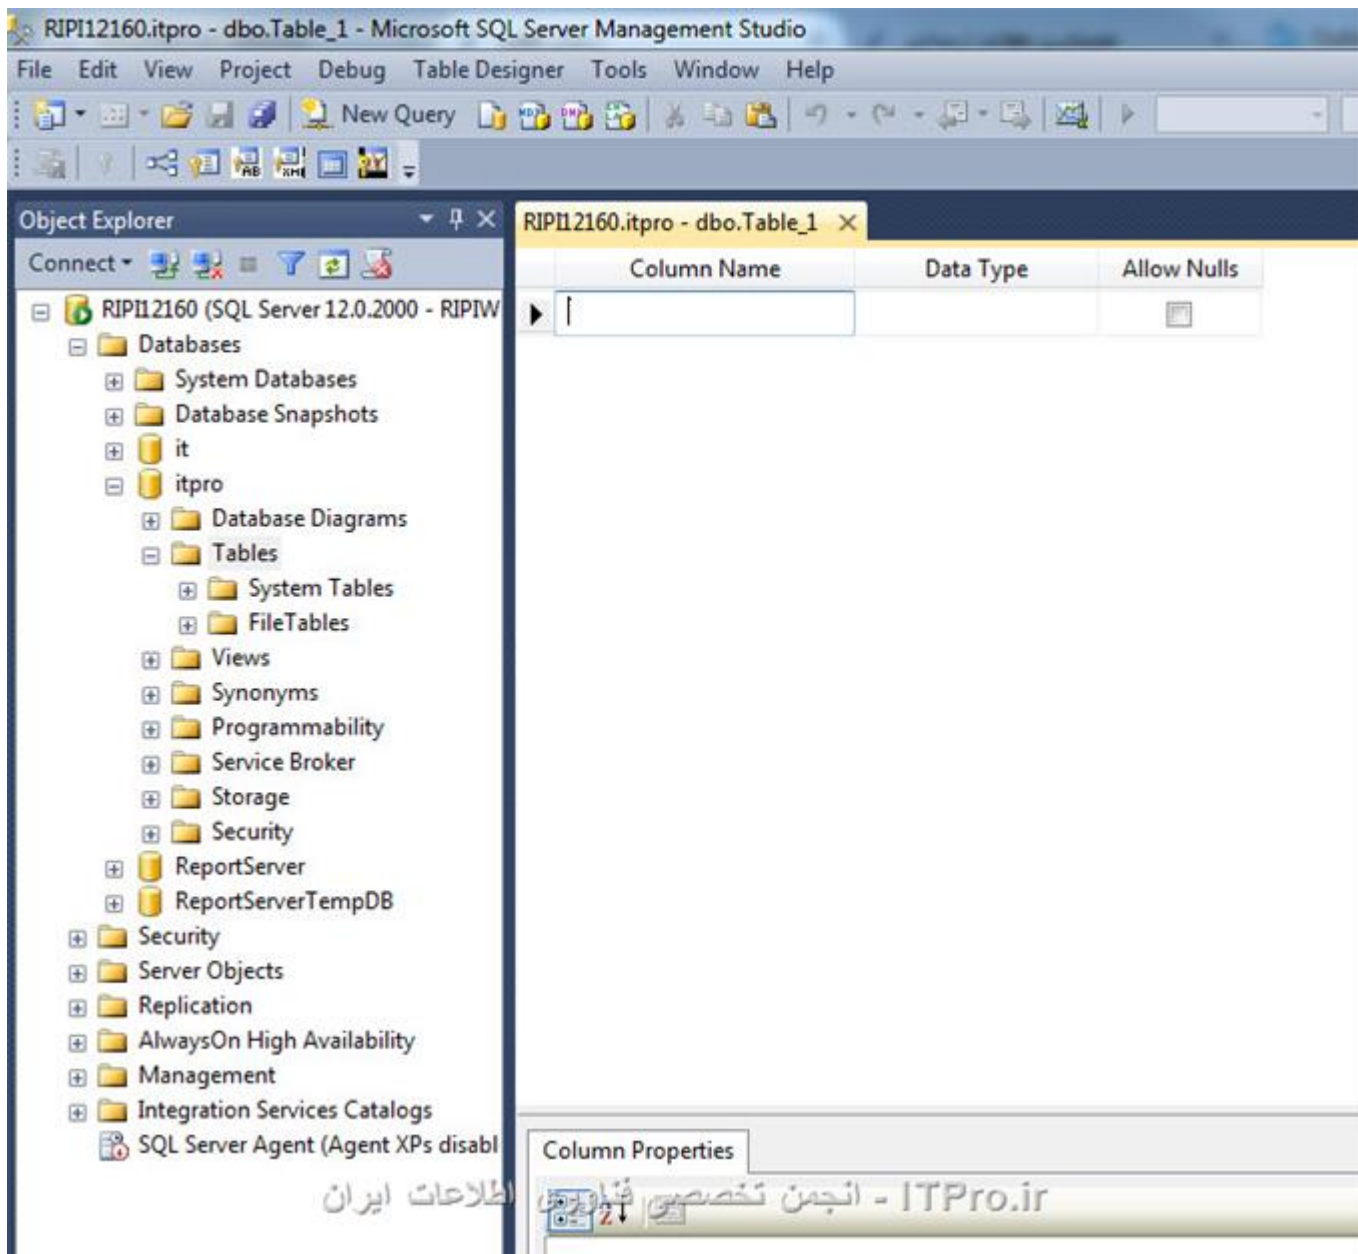 RIPI12160.itpro - dbo.Table_1 - Microsoft SQL Server Management Studio
File Edit View Project Debug Table Designer Tools Window Help
New Query
Object Explorer
RIPI12160.itpro - dbo.Table_1
Connect
Column Name Data Type Allow Nulls
RIPI12160 (SQL Server 12.0.2000 - RIPIW
Databases
System Databases
Database Snapshots
it
itpro
Database Diagrams
Tables
System Tables
FileTables
Views
Synonyms
Programmability
Service Broker
Storage
Security
ReportServer
ReportServerTempDB
Security
Server Objects
Replication
AlwaysOn High Availability
Management
Integration Services Catalogs
SQL Server Agent (Agent XPs disabl
Column Properties
ITPro.ir - انجمن تخصصی فناوری اطلاعات ایران